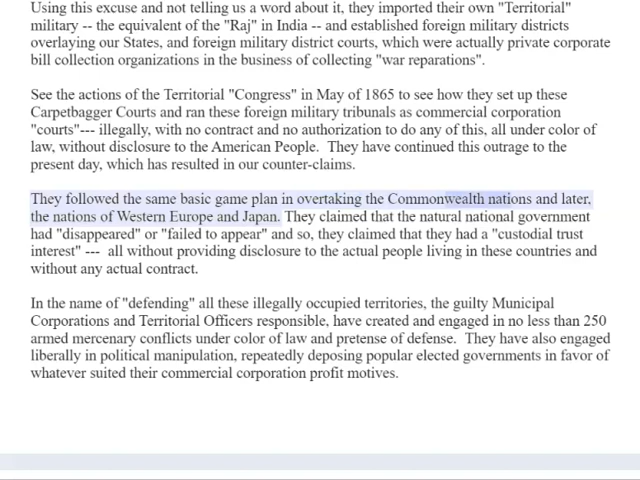 Using this excuse and not telling us a word about it, they imported their own "Territorial"
military -- the equivalent of the "Raj" in India -- and established foreign military districts
overlaying our States, and foreign military district courts, which were actually private corporate
bill collection organizations in the business of collecting "war reparations".
See the actions of the Territorial "Congress" in May of 1865 to see how they set up these
Carpetbagger Courts and ran these foreign military tribunals as commercial corporation
"courts"--- illegally, with no contract and no authorization to do any of this, all under color of
law, without disclosure to the American People.  They have continued this outrage to the
present day, which has resulted in our counter-claims.
They followed the same basic game plan in overtaking the Commonwealth nations and later,
the nations of Western Europe and Japan. They claimed that the natural national government
had "disappeared" or "failed to appear" and so, they claimed that they had a "custodial trust
interest" ---  all without providing disclosure to the actual people living in these countries and
without any actual contract.
In the name of "defending" all these illegally occupied territories, the guilty Municipal
Corporations and Territorial Officers responsible, have created and engaged in no less than 250
armed mercenary conflicts under color of law and pretense of defense.  They have also engaged
liberally in political manipulation, repeatedly deposing popular elected governments in favor of
whatever suited their commercial corporation profit motives.